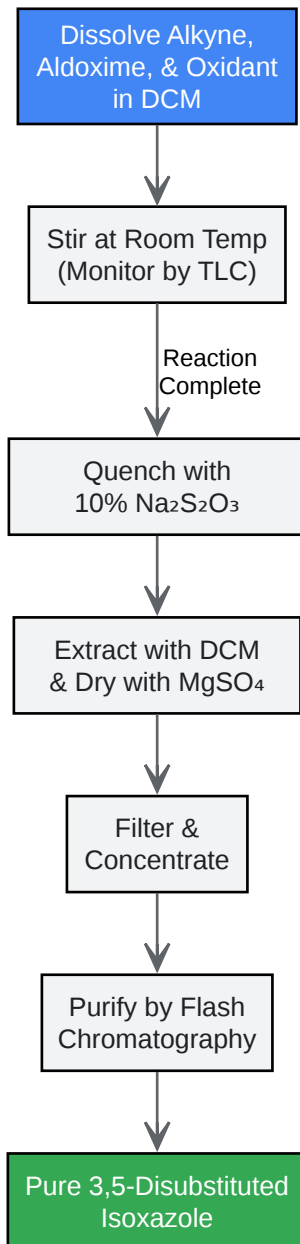 Dissolve Alkyne,
Aldoxime, & Oxidant
in DCM
Stir at Room Temp
(Monitor by TLC)
Reaction
Complete
Quench with
10% Na₂S₂O₃
Extract with DCM
& Dry with MgSO₄
Filter &
Concentrate
Purify by Flash
Chromatography
Pure 3,5-Disubstituted
Isoxazole